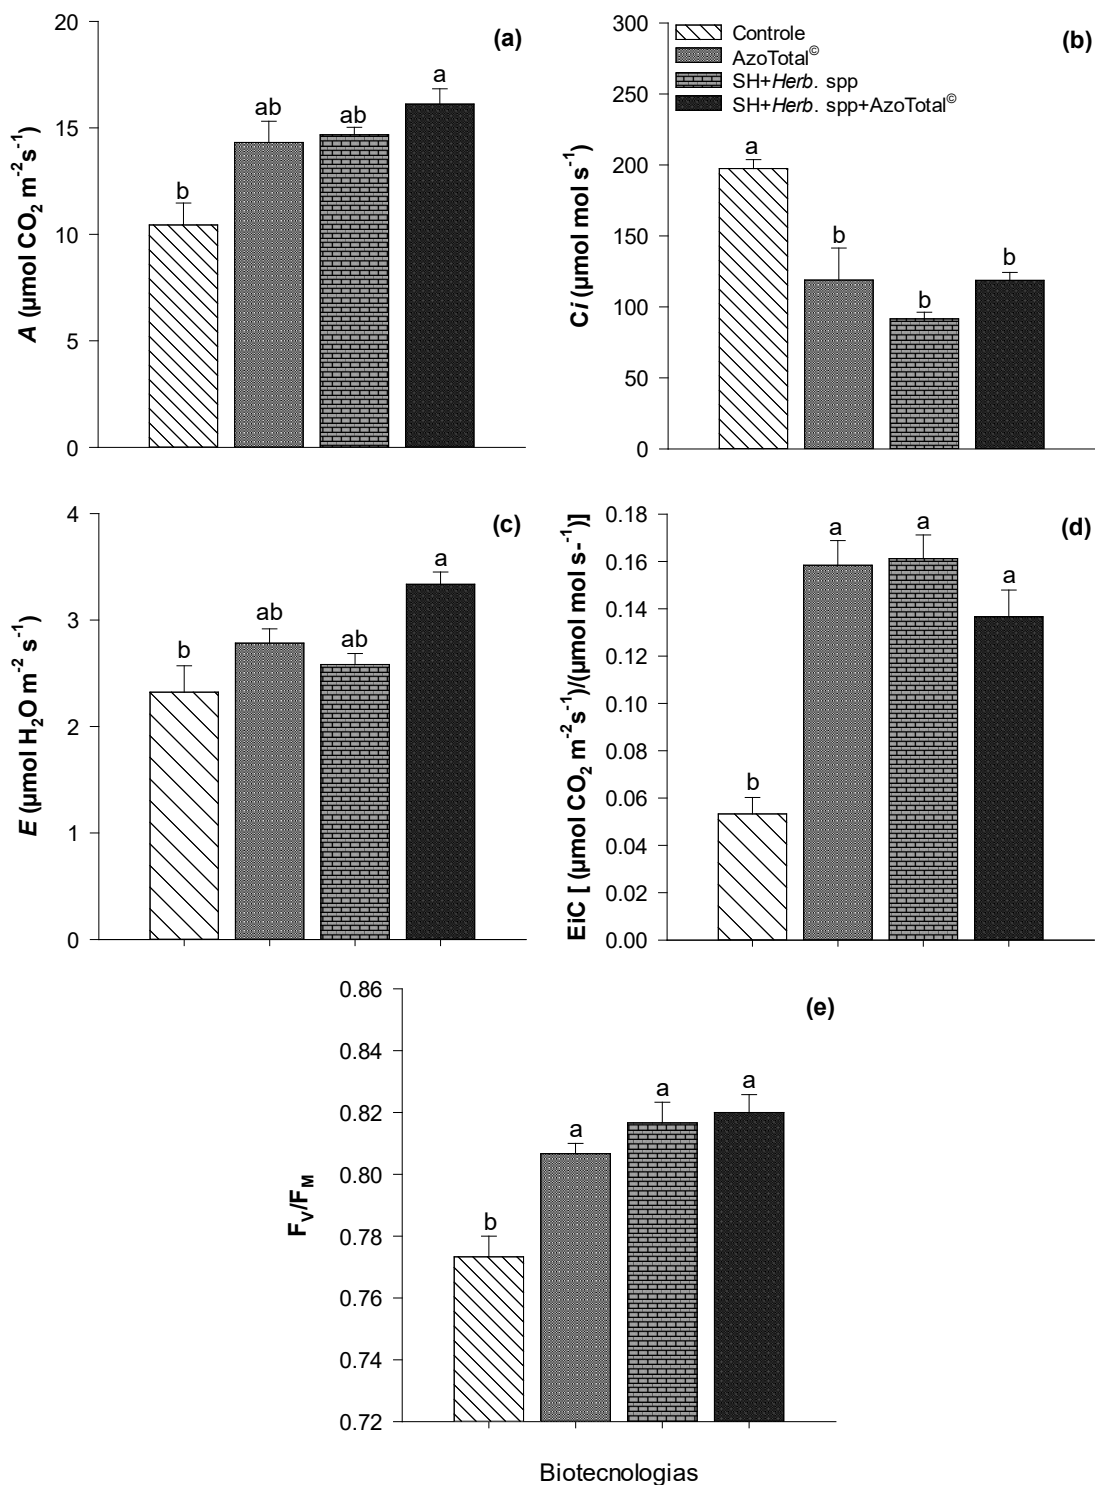 (a)
A (µmol CO₂ m⁻²s⁻¹)
20
15
10
5
0
b
ab
ab
a
(b)
Controle
AzoTotal©
SH+Herb. spp
SH+Herb. spp+AzoTotal©
Ci (µmol mol s⁻¹)
300
250
200
150
100
50
0
a
b
b
b
(c)
E (µmol H₂O m⁻² s⁻¹)
4
3
2
1
0
b
ab
ab
a
(d)
EiC [ (µmol CO₂ m⁻²s⁻¹)/(µmol mol s-⁻¹)]
0.18
0.16
0.14
0.12
0.10
0.08
0.06
0.04
0.02
0.00
b
a
a
a
(e)
F_V/F_M
0.86
0.84
0.82
0.80
0.78
0.76
0.74
0.72
b
a
a
a
Biotecnologias